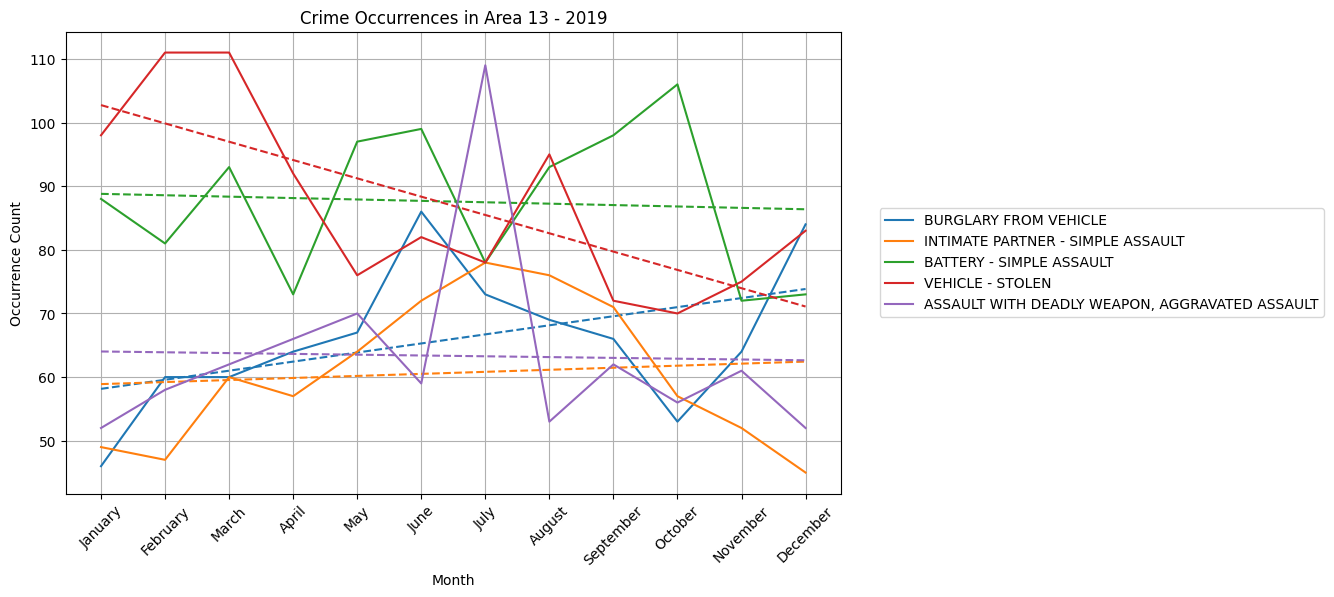 Crime Occurrences in Area 13 - 2019
Occurrence Count
110
100
90
80
70
60
50
January
February
March
April
May
June
July
August
September
October
November
December
Month
BURGLARY FROM VEHICLE
INTIMATE PARTNER - SIMPLE ASSAULT
BATTERY - SIMPLE ASSAULT
VEHICLE - STOLEN
ASSAULT WITH DEADLY WEAPON, AGGRAVATED ASSAULT